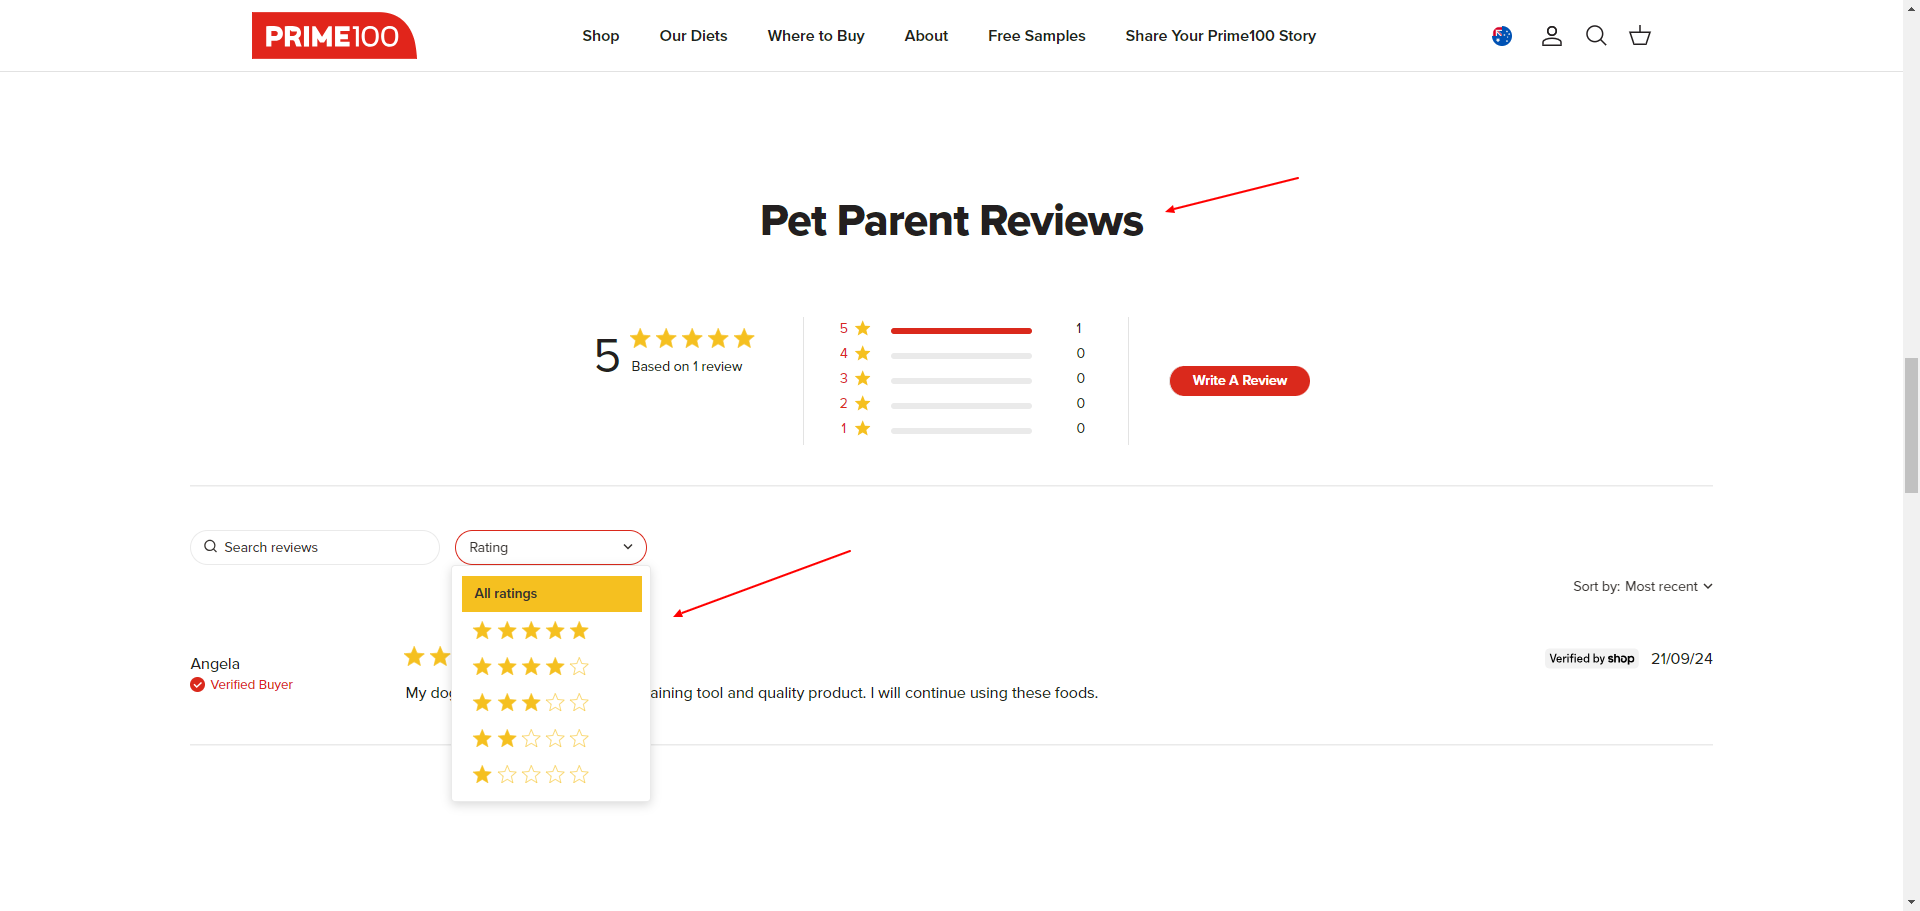 PRIME100
Shop Our Diets Where to Buy About Free Samples Share Your Prime100 Story
Pet Parent Reviews
5
Based on 1 review
5 1
4 0
3 0
2 0
1 0
Write A Review
Search reviews
Rating
All ratings
Sort by: Most recent
Angela
Verified Buyer
Verified by shop 21/09/24
My dog aining tool and quality product. I will continue using these foods.